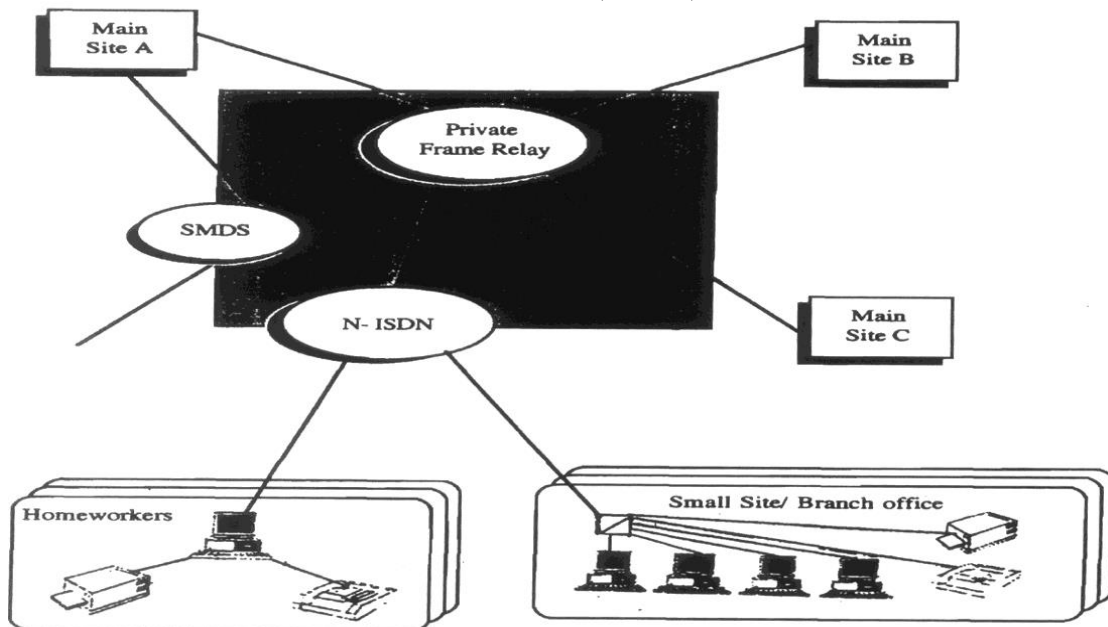 Main
Site A
Main
Site B
Private
Frame Relay
SMDS
N- ISDN
Main
Site C
Homeworkers
Small Site/ Branch office